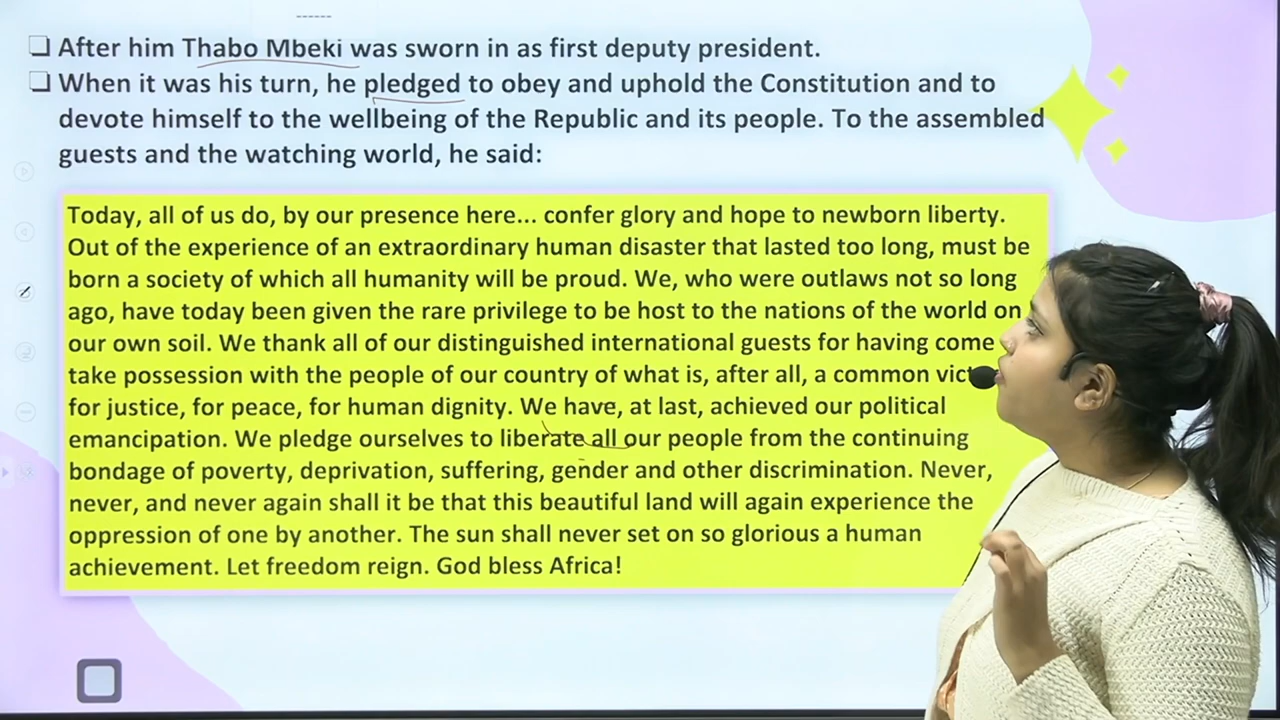 ❑ After him Thabo Mbeki was sworn in as first deputy president.
❑ When it was his turn, he pledged to obey and uphold the Constitution and to
devote himself to the wellbeing of the Republic and its people. To the assembled
guests and the watching world, he said:
Today, all of us do, by our presence here... confer glory and hope to newborn liberty.
Out of the experience of an extraordinary human disaster that lasted too long, must be
born a society of which all humanity will be proud. We, who were outlaws not so long
ago, have today been given the rare privilege to be host to the nations of the world on
our own soil. We thank all of our distinguished international guests for having come
take possession with the people of our country of what is, after all, a common
for justice, for peace, for human dignity. We have, at last, achieved our political
emancipation. We pledge ourselves to liberate all our people from the continuing
bondage of poverty, deprivation, suffering, gender and other discrimination. Never,
never, and never again shall it be that this beautiful land will again experience the
oppression of one by another. The sun shall never set on so glorious a human
achievement. Let freedom reign. God bless Africa!